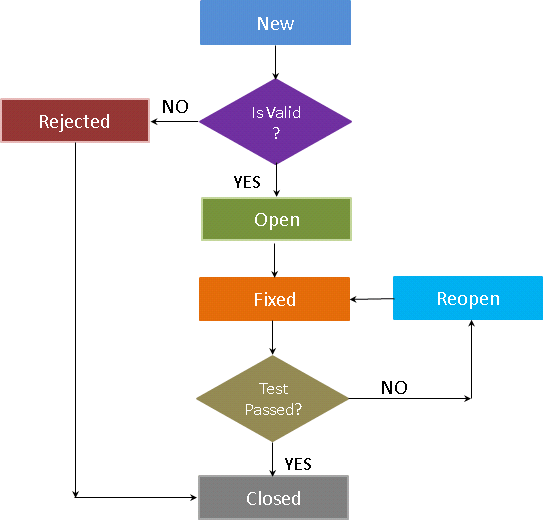 New
Is Valid
?
NO
Rejected
YES
Open
Fixed
Reopen
Test
Passed?
NO
YES
Closed